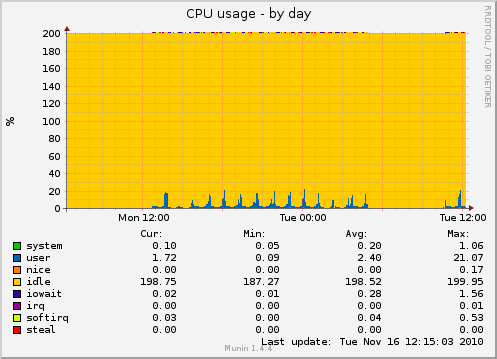 CPU usage - by day
RRDTOOL / TOBI OETIKER
%
200
180
160
140
120
100
80
60
40
20
0
Mon 12:00 Tue 00:00 Tue 12:00
Cur: Min: Avg: Max:
system 0.10 0.05 0.20 1.06
user 1.72 0.09 2.40 21.07
nice 0.00 0.00 0.00 0.17
idle 198.75 187.27 198.52 199.95
iowait 0.02 0.01 0.28 1.56
irq 0.00 0.00 0.00 0.01
softirq 0.03 0.00 0.04 0.53
steal 0.00 0.00 0.00 0.00
Last update: Tue Nov 16 12:15:03 2010
Munin 1.4.4